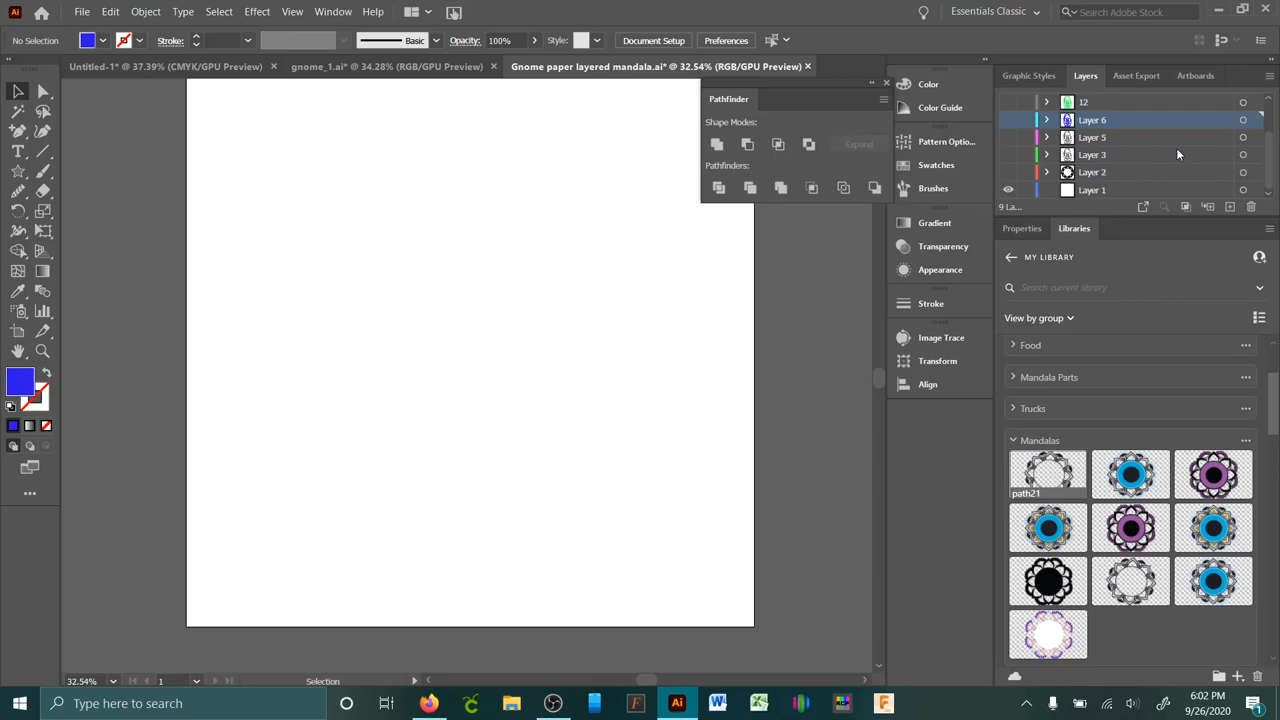 File Edit Object Type Select Effect View Window Help
Essentials Classic
Search Adobe Stock
No Selection
Stroke:
Basic
Opacity: 100%
Style:
Document Setup
Preferences
Untitled-1* @ 37.39% (CMYK/GPU Preview)
gnome_1.ai* @ 34.28% (RGB/GPU Preview)
Gnome paper layered mandala.ai* @ 32.54% (RGB/GPU Preview)
Pathfinder
Shape Modes:
Expand
Pathfinders:
Color
Color Guide
Pattern Optio...
Swatches
Brushes
Gradient
Transparency
Appearance
Stroke
Image Trace
Transform
Align
Graphic Styles
Layers
Asset Export
Artboards
12
Layer 6
Layer 5
Layer 3
Layer 2
Layer 1
9 La...
Properties
Libraries
MY LIBRARY
Search current library
View by group
Food
Mandala Parts
Trucks
Mandalas
path21
32.54%
1
Selection
Type here to search
6:02 PM
9/26/2020